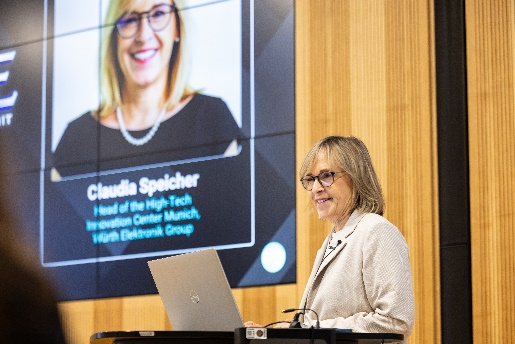 Claudia Speicher
Head of the High-Tech
Innovation Center Munich,
Würth Elektronik Group